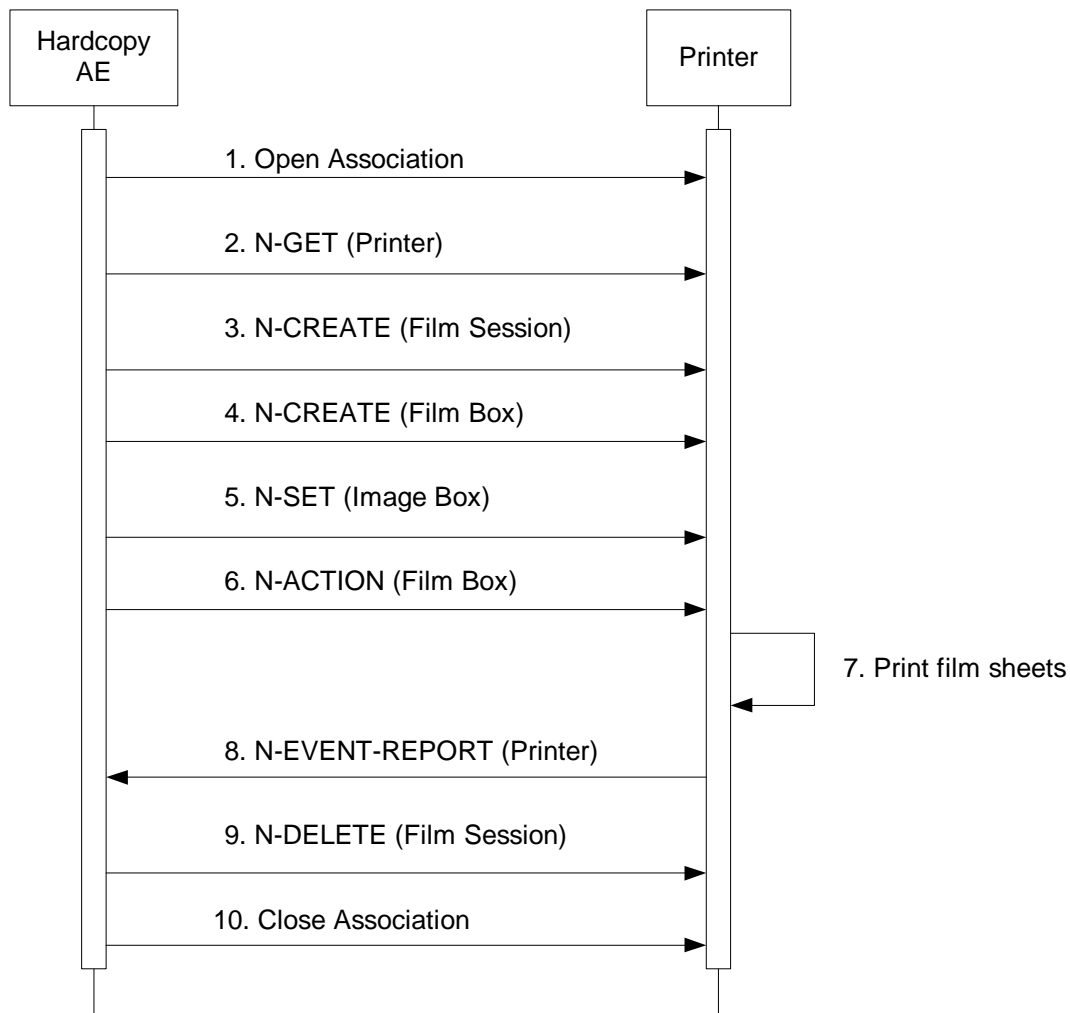 Hardcopy
AE
Printer
1. Open Association
2. N-GET (Printer)
3. N-CREATE (Film Session)
4. N-CREATE (Film Box)
5. N-SET (Image Box)
6. N-ACTION (Film Box)
7. Print film sheets
8. N-EVENT-REPORT (Printer)
9. N-DELETE (Film Session)
10. Close Association